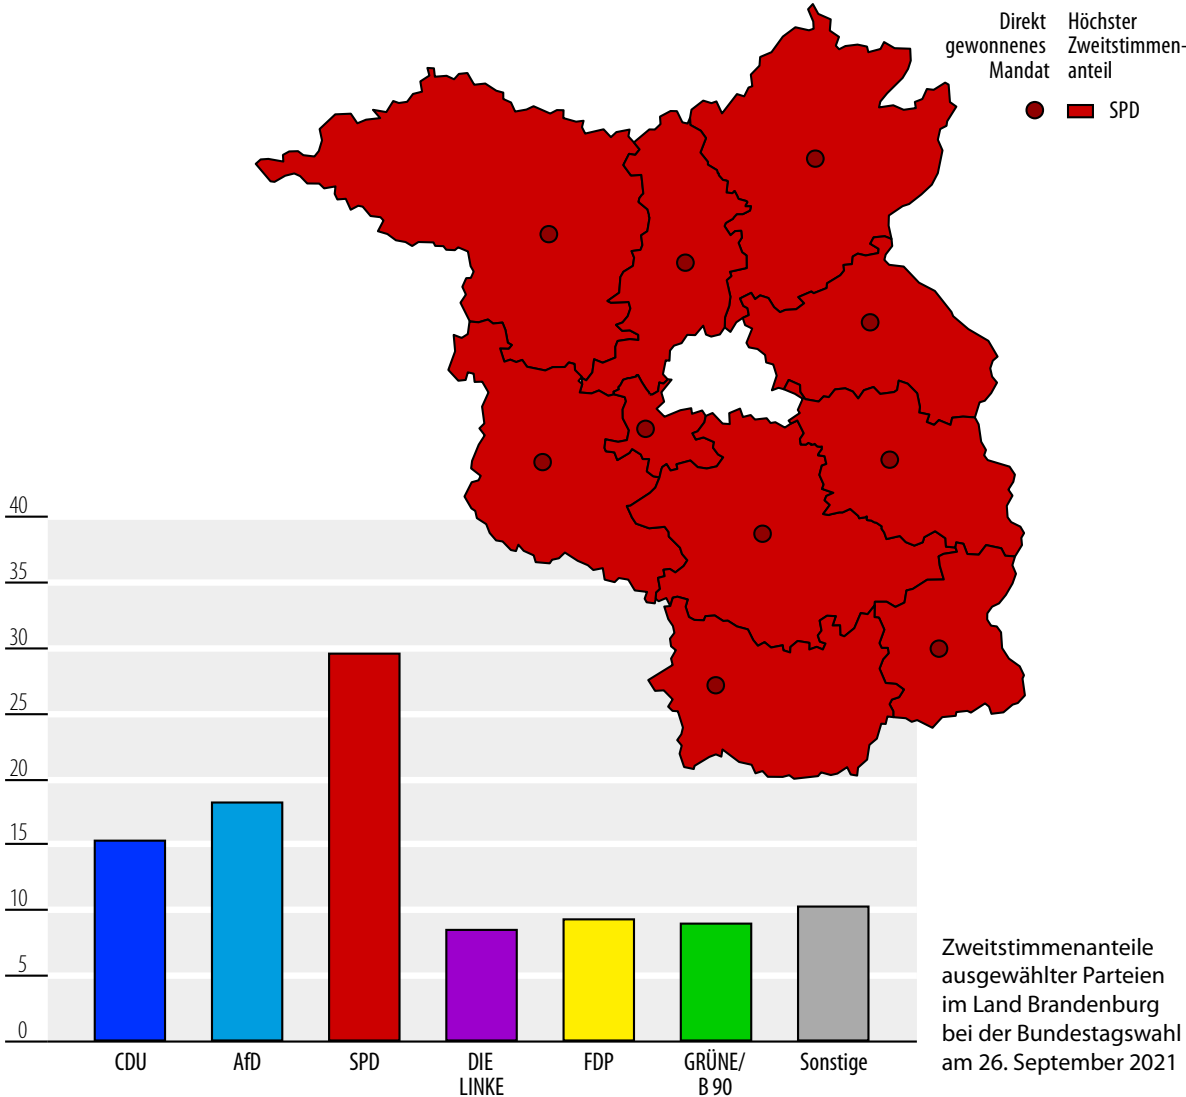 Direkt
gewonnenes
Mandat
Höchster
Zweitstimmen-
anteil
SPD
40
35
30
25
20
15
10
5
0
CDU
AfD
SPD
DIE
LINKE
FDP
GRÜNE/
B 90
Sonstige
Zweitstimmenanteile
ausgewählter Parteien
im Land Brandenburg
bei der Bundestagswahl
am 26. September 2021